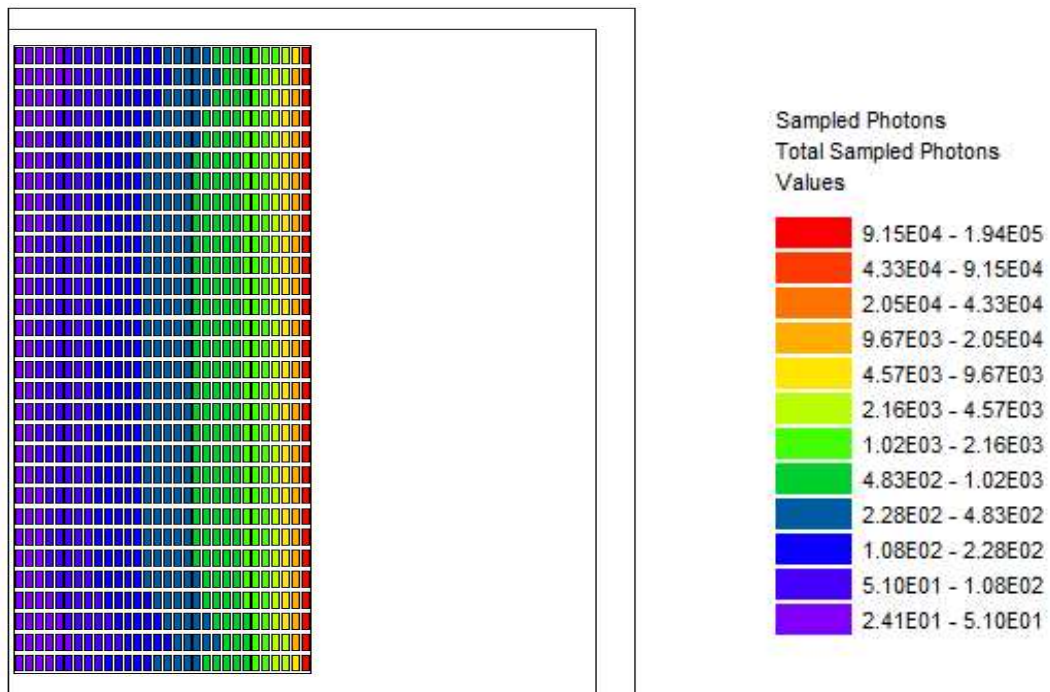 Sampled Photons
Total Sampled Photons
Values
9.15E04 - 1.94E05
4.33E04 - 9.15E04
2.05E04 - 4.33E04
9.67E03 - 2.05E04
4.57E03 - 9.67E03
2.16E03 - 4.57E03
1.02E03 - 2.16E03
4.83E02 - 1.02E03
2.28E02 - 4.83E02
1.08E02 - 2.28E02
5.10E01 - 1.08E02
2.41E01 - 5.10E01